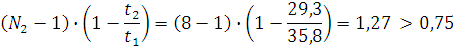 (N₂ − 1) · (1 − t₂/t₁) = (8 − 1) · (1 − 29,3/35,8) = 1,27 > 0,75